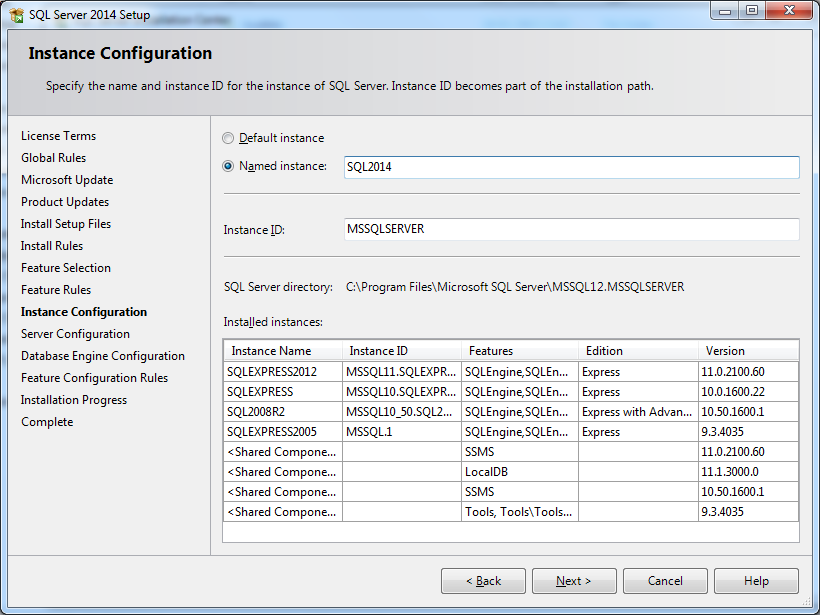 SQL Server 2014 Setup
Instance Configuration
Specify the name and instance ID for the instance of SQL Server. Instance ID becomes part of the installation path.
License Terms
Global Rules
Microsoft Update
Product Updates
Install Setup Files
Install Rules
Feature Selection
Feature Rules
Instance Configuration
Server Configuration
Database Engine Configuration
Feature Configuration Rules
Installation Progress
Complete
Default instance
Named instance: SQL2014
Instance ID: MSSQLSERVER
SQL Server directory: C:\Program Files\Microsoft SQL Server\MSSQL12.MSSQLSERVER
Installed instances:
Instance Name Instance ID Features Edition Version
SQLEXPRESS2012 MSSQL11.SQLEXPR... SQLEngine,SQLEn... Express 11.0.2100.60
SQLEXPRESS MSSQL10.SQLEXPR... SQLEngine,SQLEn... Express 10.0.1600.22
SQL2008R2 MSSQL10_50.SQL2... SQLEngine,SQLEn... Express with Advan... 10.50.1600.1
SQLEXPRESS2005 MSSQL.1 SQLEngine,SQLEn... Express 9.3.4035
<Shared Compone... SSMS 11.0.2100.60
<Shared Compone... LocalDB 11.1.3000.0
<Shared Compone... SSMS 10.50.1600.1
<Shared Compone... Tools, Tools\Tools... 9.3.4035
< Back Next > Cancel Help